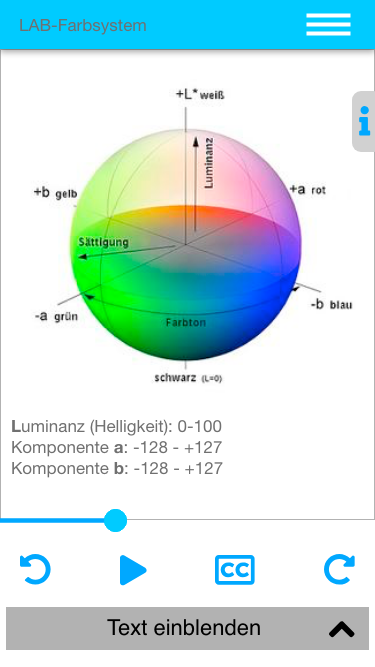 LAB-Farbsystem
+L* weiß
Luminanz
+b gelb
+a rot
Sättigung
-b blau
-a grün
Farbton
schwarz (L=0)
Luminanz (Helligkeit): 0-100
Komponente a: -128 - +127
Komponente b: -128 - +127
CC
Text einblenden